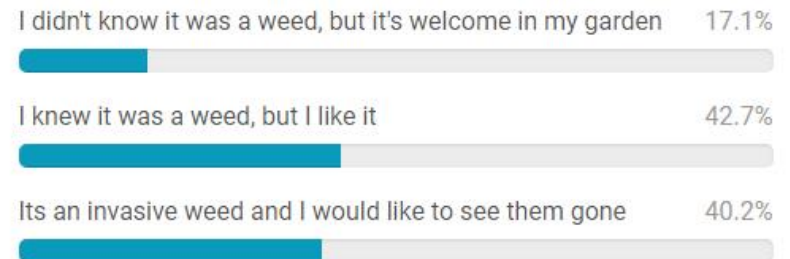 I didn't know it was a weed, but it's welcome in my garden 17.1%
I knew it was a weed, but I like it 42.7%
Its an invasive weed and I would like to see them gone 40.2%